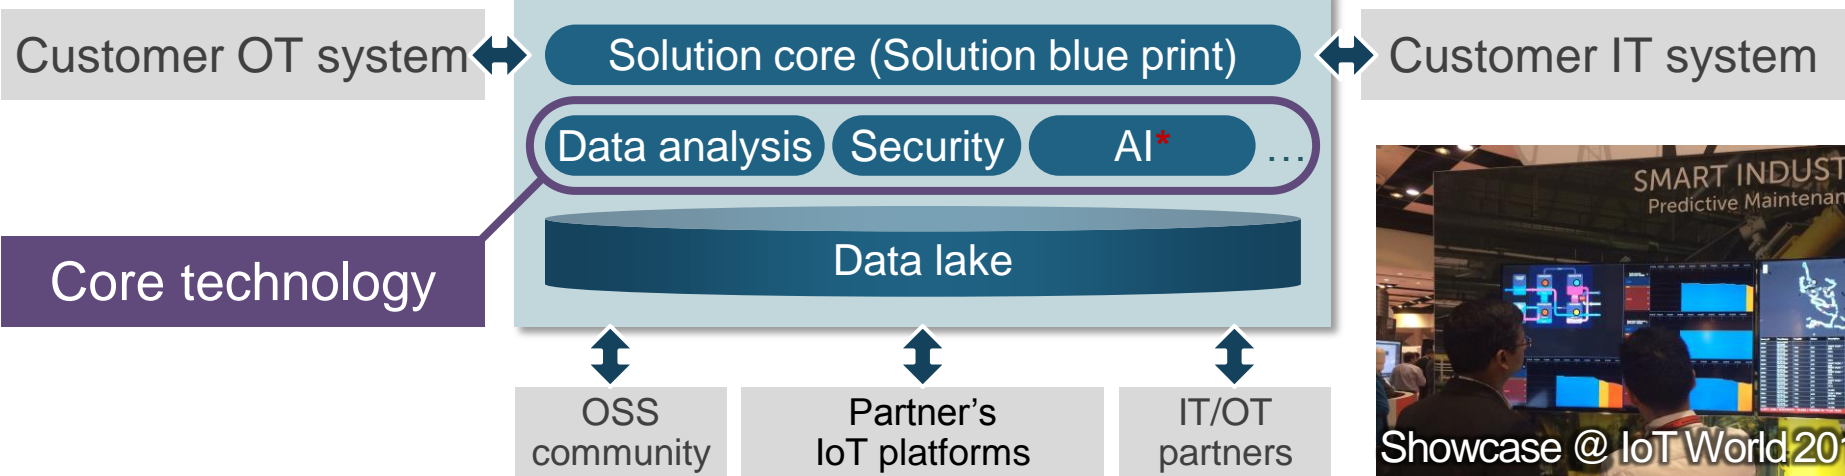 Customer OT system
Solution core (Solution blue print)
Customer IT system
Data analysis
Security
AI*
...
Core technology
Data lake
SMART INDUST
Predictive Maintenan
OSS
community
Partner's
IoT platforms
IT/OT
partners
Showcase @ IoT World 201